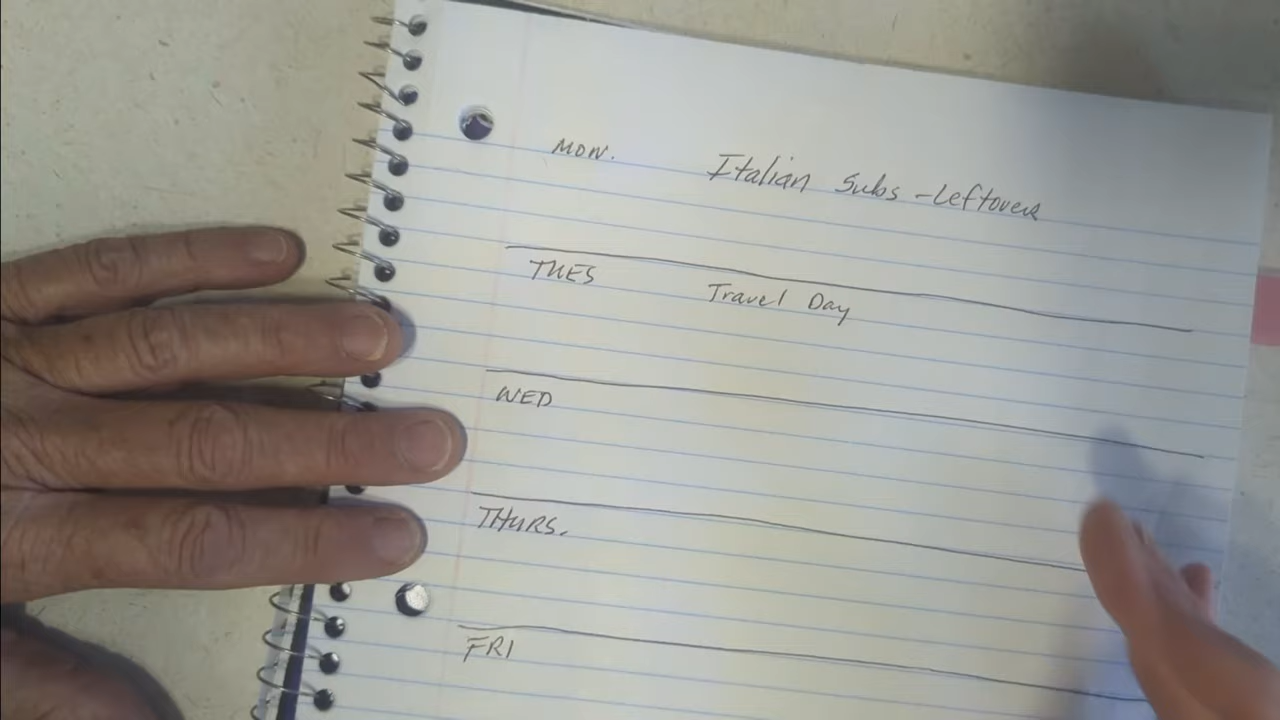 MON. Italian Subs - Leftovers
TUES Travel Day
WED
THURS.
FRI